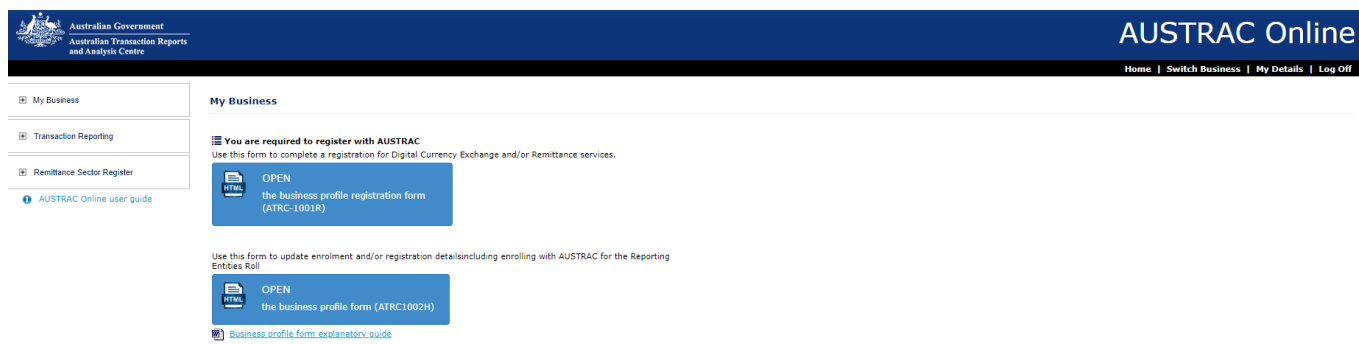 Australian Government
Australian Transaction Reports
and Analysis Centre
AUSTRAC Online
Home | Switch Business | My Details | Log Off
My Business
Transaction Reporting
Remittance Sector Register
AUSTRAC Online user guide
My Business
You are required to register with AUSTRAC
Use this form to complete a registration for Digital Currency Exchange and/or Remittance services.
HTML
OPEN
the business profile registration form
(ATRC-1001R)
Use this form to update enrolment and/or registration detailsincluding enrolling with AUSTRAC for the Reporting
Entities Roll
HTML
OPEN
the business profile form (ATRC1002H)
Business profile form explanatory guide